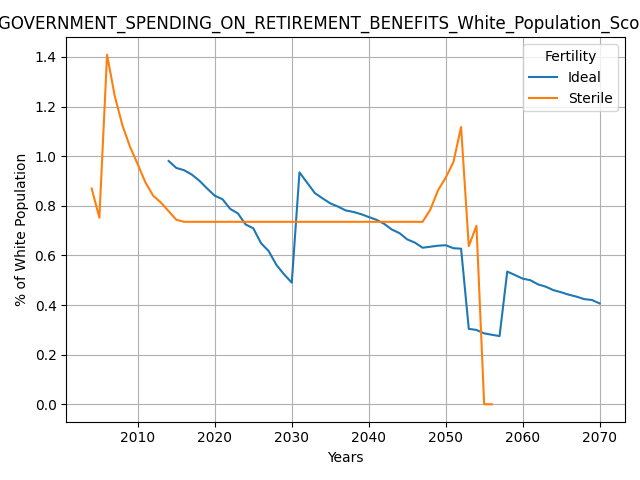 GOVERNMENT_SPENDING_ON_RETIREMENT_BENEFITS_White_Population_Sco
Fertility
Ideal
Sterile
1.4
1.2
1.0
0.8
0.6
0.4
0.2
0.0
% of White Population
2010 2020 2030 2040 2050 2060 2070
Years